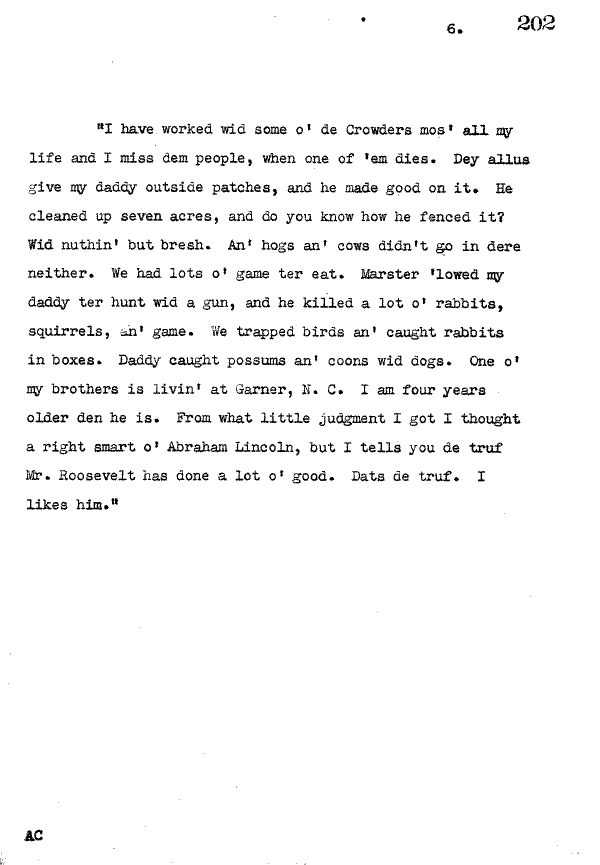 6. 202
"I have worked wid some o' de Crowders mos' all my
life and I miss dem people, when one of 'em dies. Dey allus
give my daddy outside patches, and he made good on it. He
cleaned up seven acres, and do you know how he fenced it?
Wid nuthin' but bresh. An' hogs an' cows didn't go in dere
neither. We had lots o' game ter eat. Marster 'lowed my
daddy ter hunt wid a gun, and he killed a lot o' rabbits,
squirrels, an' game. We trapped birds an' caught rabbits
in boxes. Daddy caught possums an' coons wid dogs. One o'
my brothers is livin' at Garner, N. C. I am four years
older den he is. From what little judgment I got I thought
a right smart o' Abraham Lincoln, but I tells you de truf
Mr. Roosevelt has done a lot o' good. Dats de truf. I
likes him."
AC